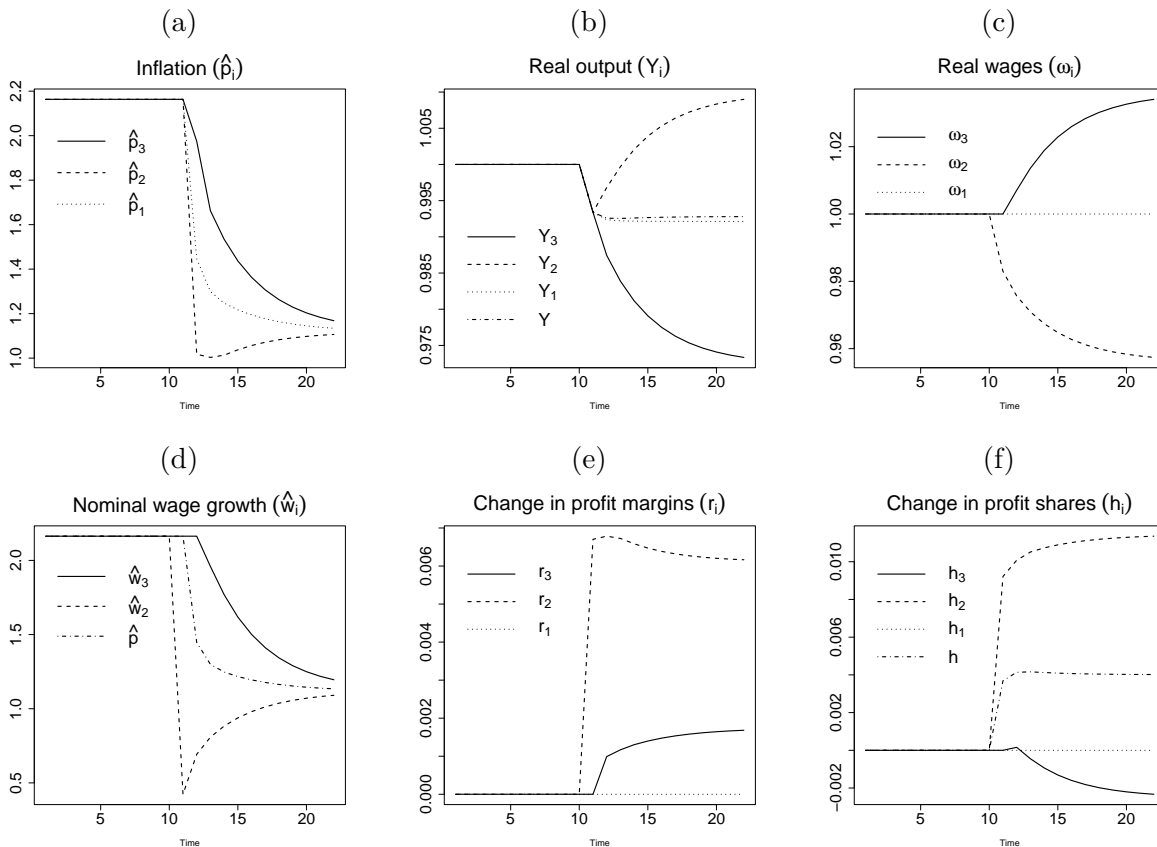 (a)
Inflation (p̂ᵢ)
2.2
2.0
1.8
1.6
1.4
1.2
1.0
p̂₃
p̂₂
p̂₁
5 10 15 20
Time
(b)
Real output (Yᵢ)
1.005
0.995
0.985
0.975
Y₃
Y₂
Y₁
Y
5 10 15 20
Time
(c)
Real wages (ωᵢ)
1.02
1.00
0.98
0.96
ω₃
ω₂
ω₁
5 10 15 20
Time
(d)
Nominal wage growth (ŵᵢ)
2.0
1.5
1.0
0.5
ŵ₃
ŵ₂
p̂
5 10 15 20
Time
(e)
Change in profit margins (rᵢ)
0.006
0.004
0.002
0.000
r₃
r₂
r₁
5 10 15 20
Time
(f)
Change in profit shares (hᵢ)
0.010
0.006
0.002
−0.002
h₃
h₂
h₁
h
5 10 15 20
Time